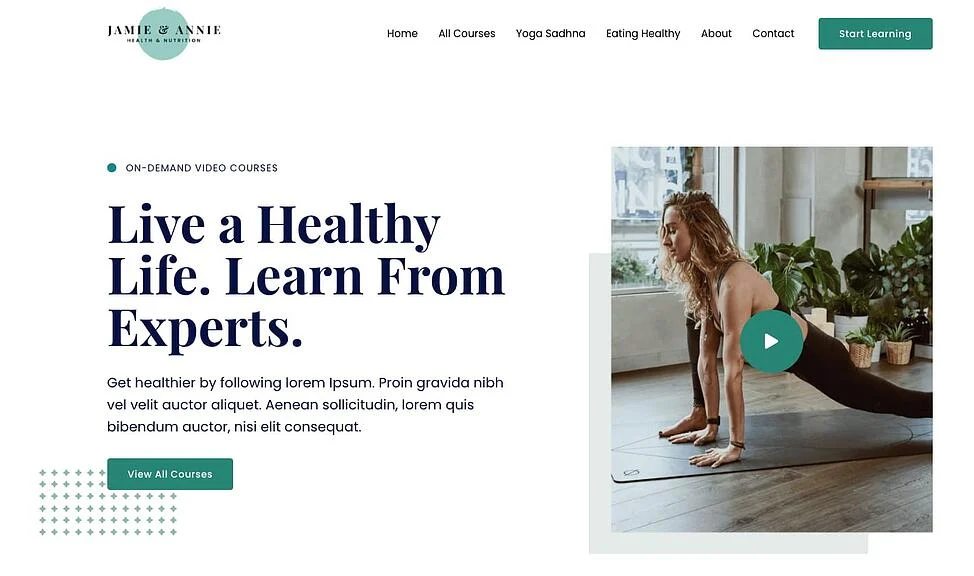 JAMIE & ANNIE
HEALTH & NUTRITION
Home
All Courses
Yoga Sadhna
Eating Healthy
About
Contact
Start Learning
ON-DEMAND VIDEO COURSES
Live a Healthy
Life. Learn From
Experts.
Get healthier by following lorem Ipsum. Proin gravida nibh
vel velit auctor aliquet. Aenean sollicitudin, lorem quis
bibendum auctor, nisi elit consequat.
View All Courses